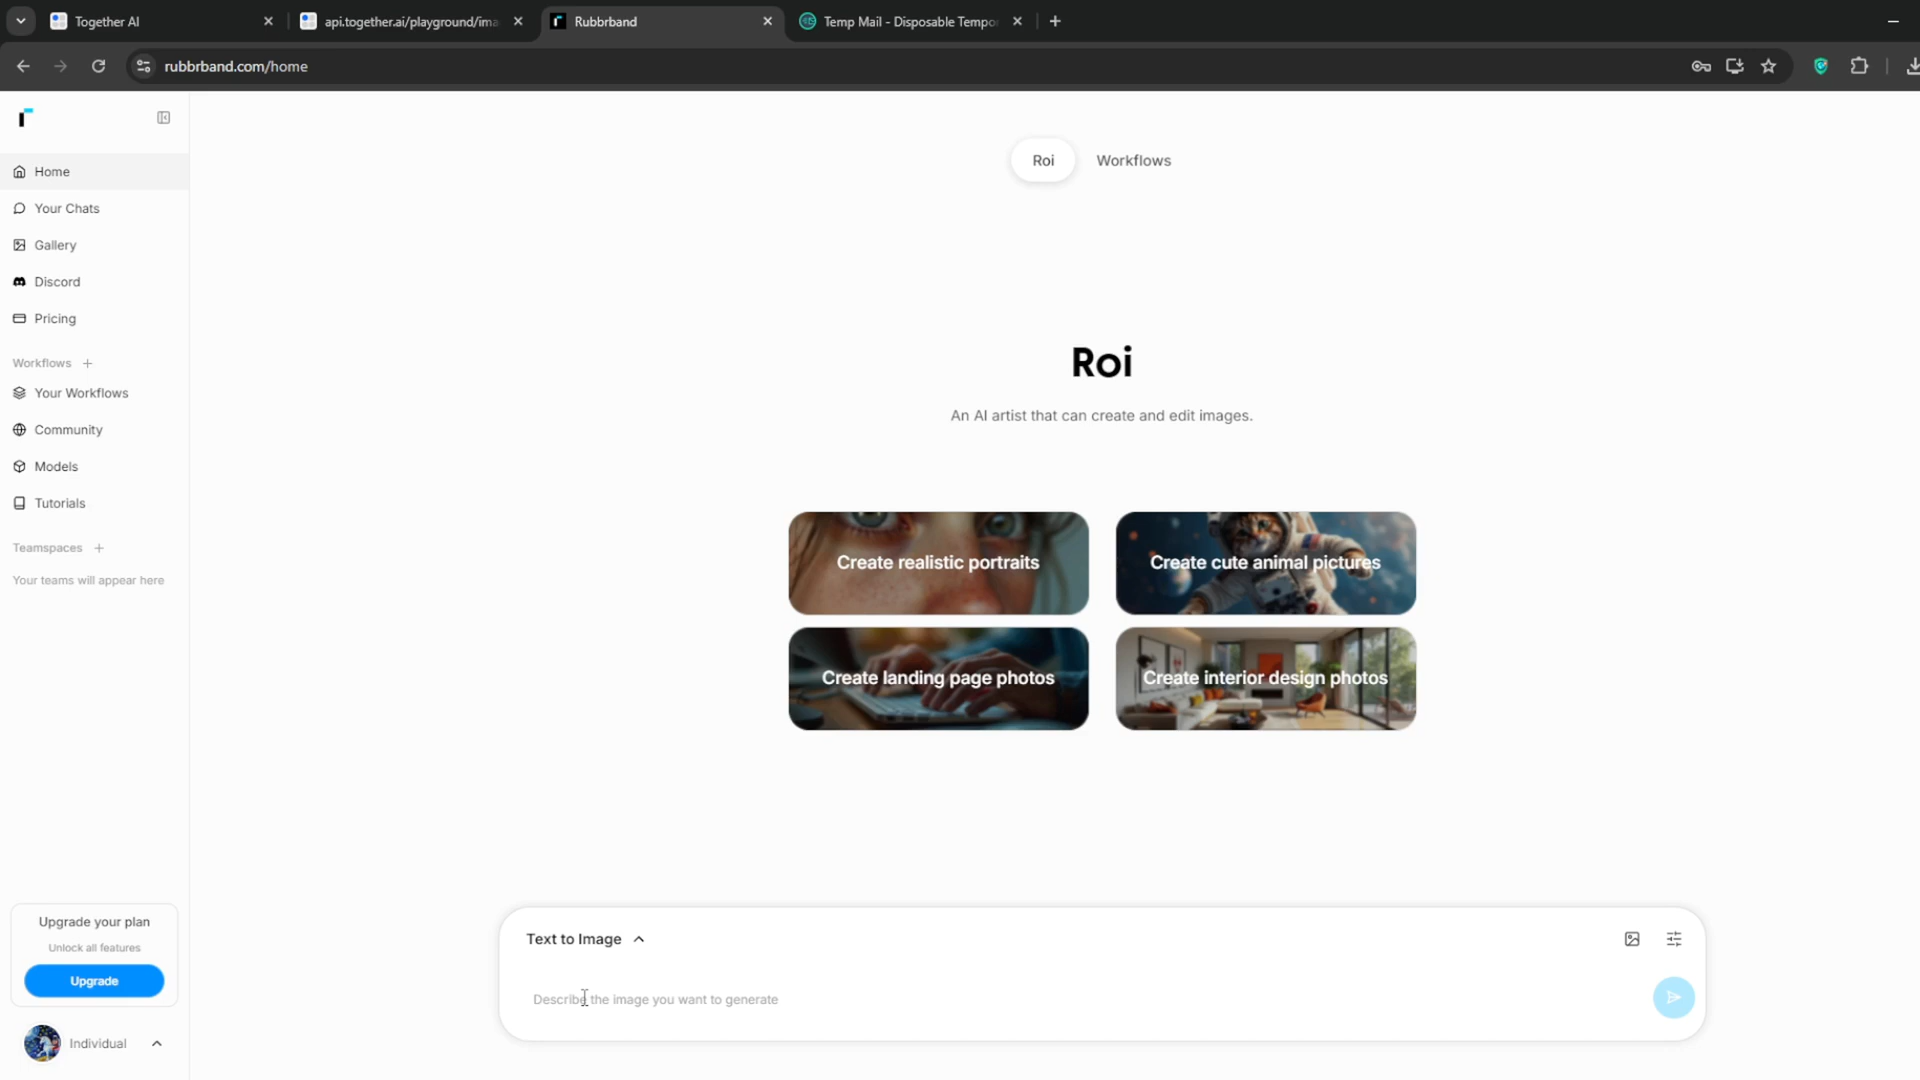 Together AI
api.together.ai/playground/ima
Rubbrband
Temp Mail - Disposable Tempo
rubbrband.com/home
Home
Your Chats
Gallery
Discord
Pricing
Workflows
Your Workflows
Community
Models
Tutorials
Teamspaces
Your teams will appear here
Upgrade your plan
Unlock all features
Upgrade
Individual
Roi Workflows
Roi
An AI artist that can create and edit images.
Create realistic portraits
Create cute animal pictures
Create landing page photos
Create interior design photos
Text to Image
Describe the image you want to generate